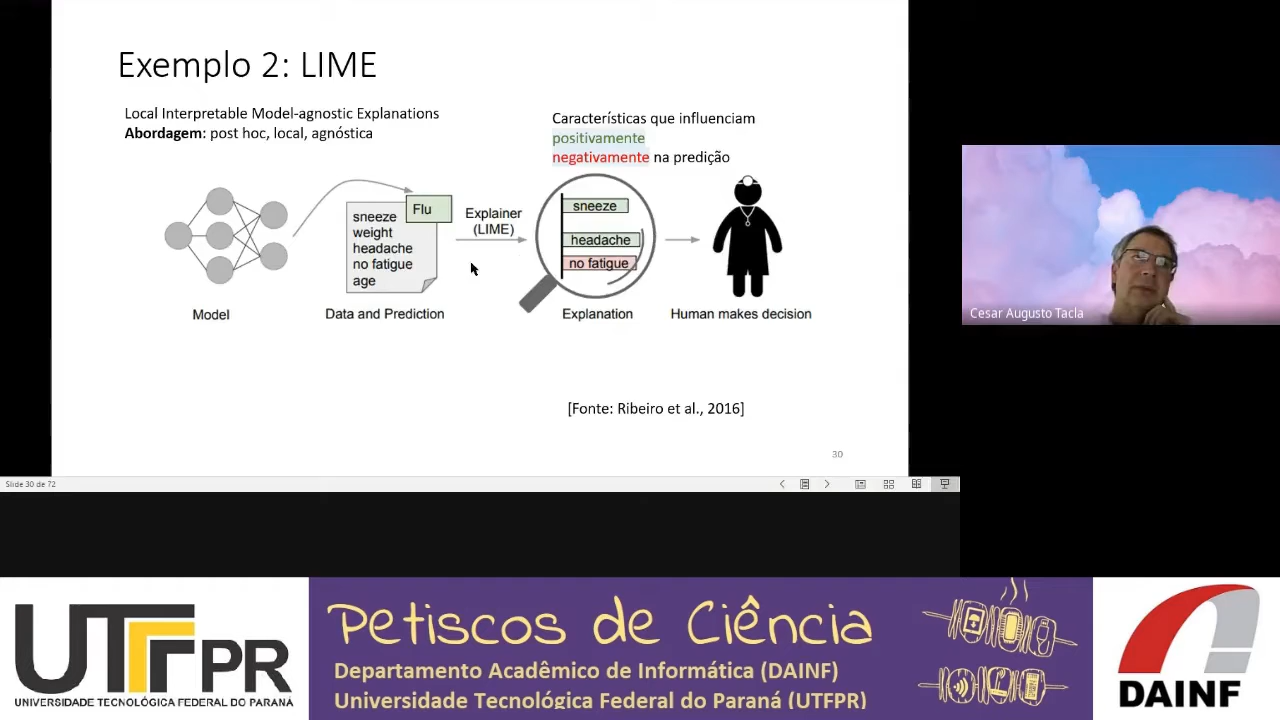 Exemplo 2: LIME
Local Interpretable Model-agnostic Explanations
Abordagem: post hoc, local, agnóstica
Características que influenciam
positivamente
negativamente na predição
Flu
sneeze
weight
headache
no fatigue
age
Explainer
(LIME)
sneeze
headache
no fatigue
Model
Data and Prediction
Explanation
Human makes decision
[Fonte: Ribeiro et al., 2016]
30
Slide 30 de 72
Cesar Augusto Tacla
UTFPR
UNIVERSIDADE TECNOLÓGICA FEDERAL DO PARANÁ
Petiscos de Ciência
Departamento Acadêmico de Informática (DAINF)
Universidade Tecnológica Federal do Paraná (UTFPR)
DAINF